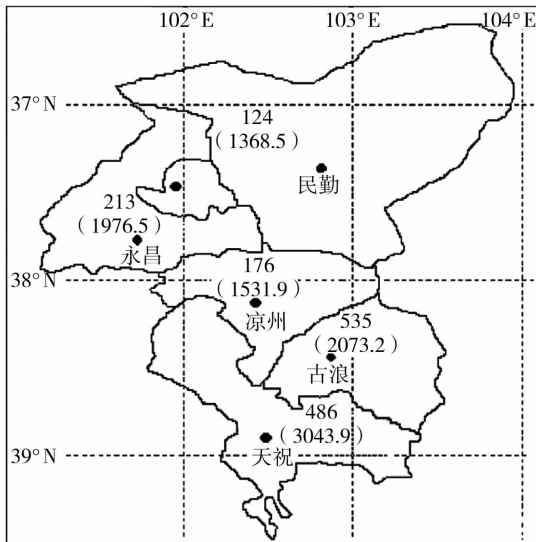 102°E
103°E
104°E
37°N
124
(1368.5)
民勤
213
(1976.5)
永昌
38°N
176
(1531.9)
凉州
535
(2073.2)
古浪
486
(3043.9)
天祝
39°N